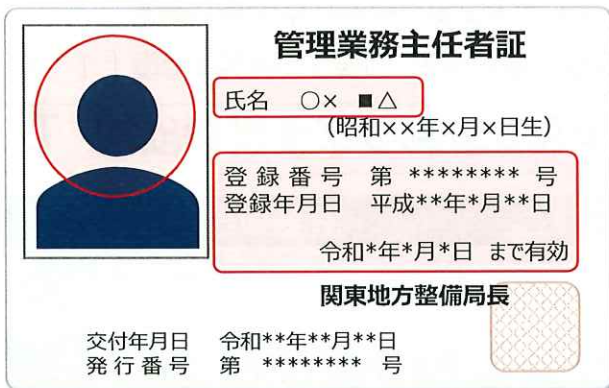 管理業務主任者証
氏名 ○× ■△
(昭和××年×月×日生)
登録番号 第 ******** 号
登録年月日 平成**年*月**日
令和*年*月*日 まで有効
関東地方整備局長
交付年月日 令和**年**月**日
発行番号 第 ******** 号